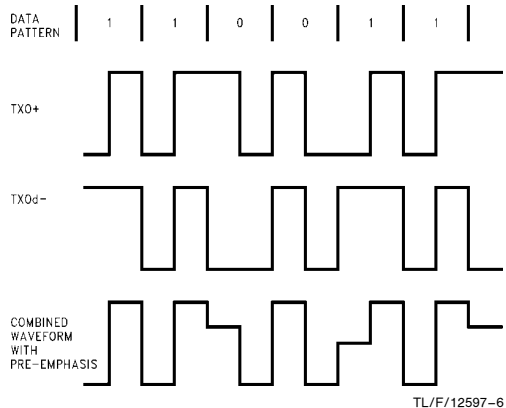 DATA
PATTERN
1 1 0 0 1 1
TXO+
TXOd-
COMBINED
WAVEFORM
WITH
PRE-EMPHASIS
TL/F/12597-6